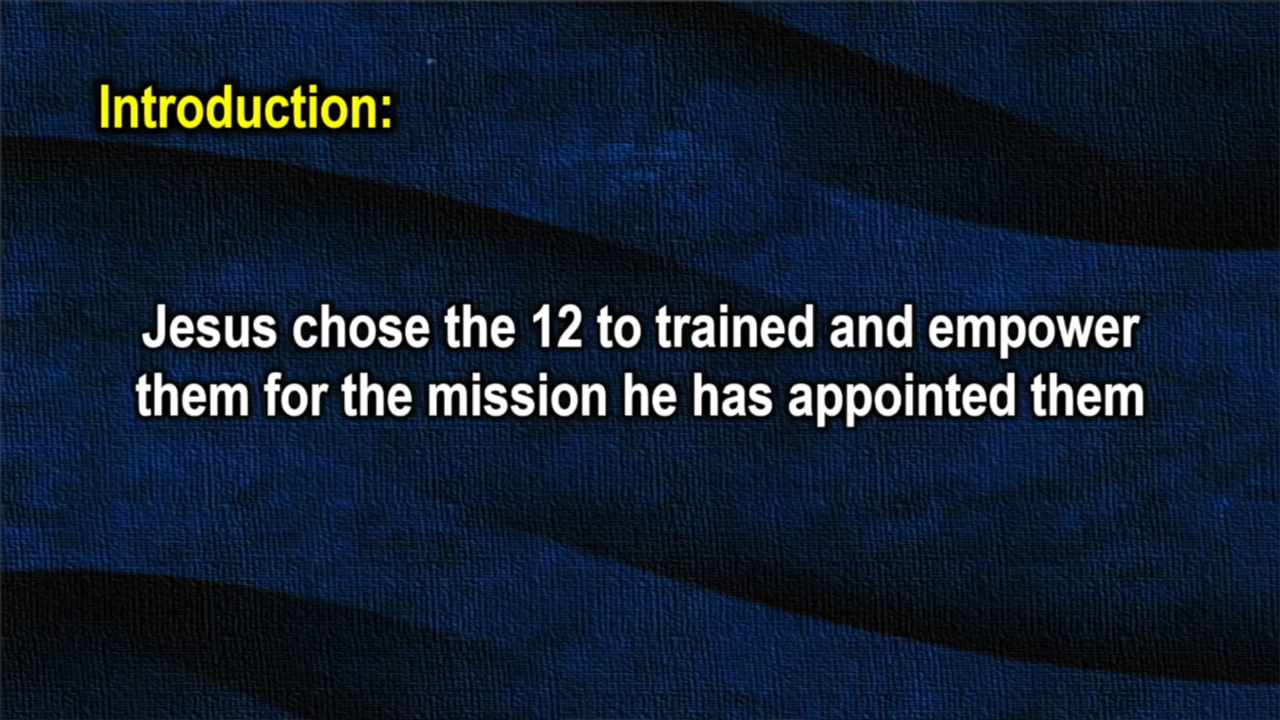 Introduction:
Jesus chose the 12 to trained and empower
them for the mission he has appointed them